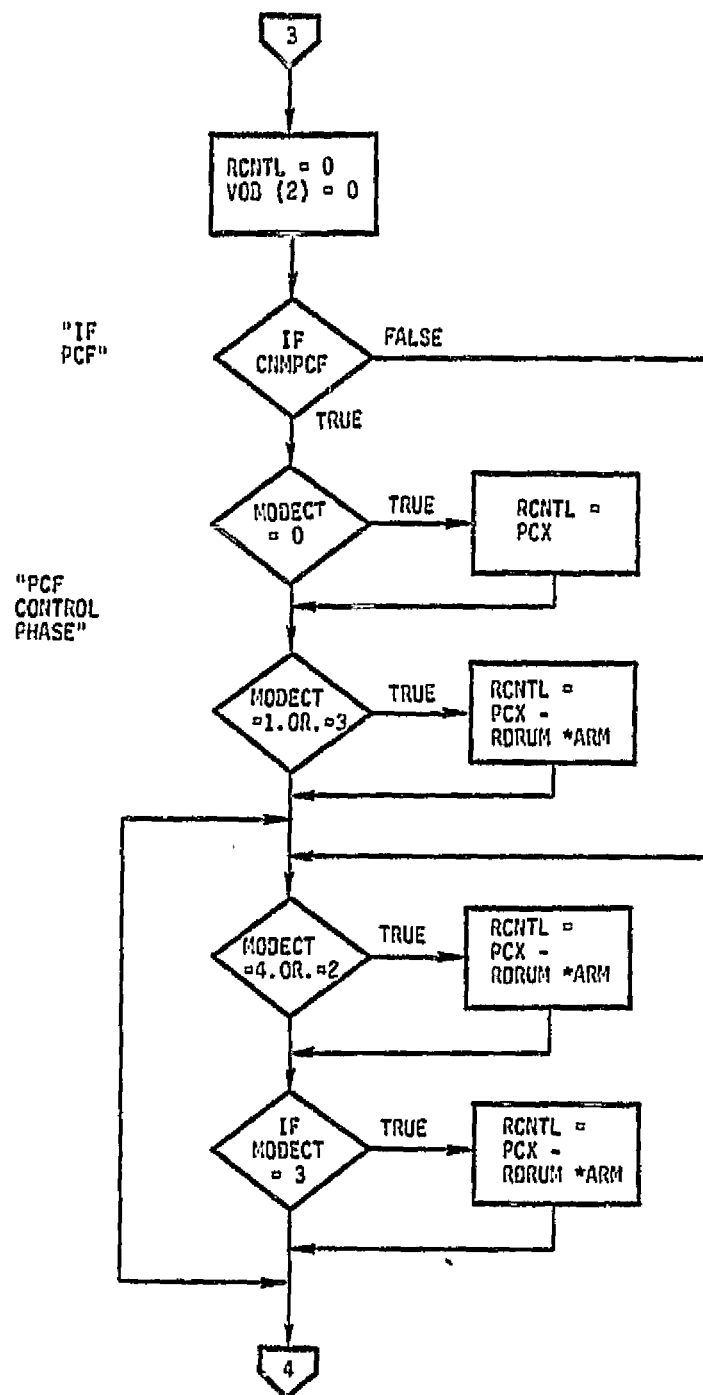 3
RCNTL = 0
VOB (2) = 0
"IF
PCF"
IF
CNMPCF
FALSE
TRUE
MODECT
= 0
TRUE
RCNTL =
PCX
"PCF
CONTROL
PHASE"
MODECT
=1.OR.=3
TRUE
RCNTL =
PCX -
RDRUM *ARM
MODECT
=4.OR.=2
TRUE
RCNTL =
PCX -
RDRUM *ARM
IF
MODECT
= 3
TRUE
RCNTL =
PCX -
RDRUM *ARM
4